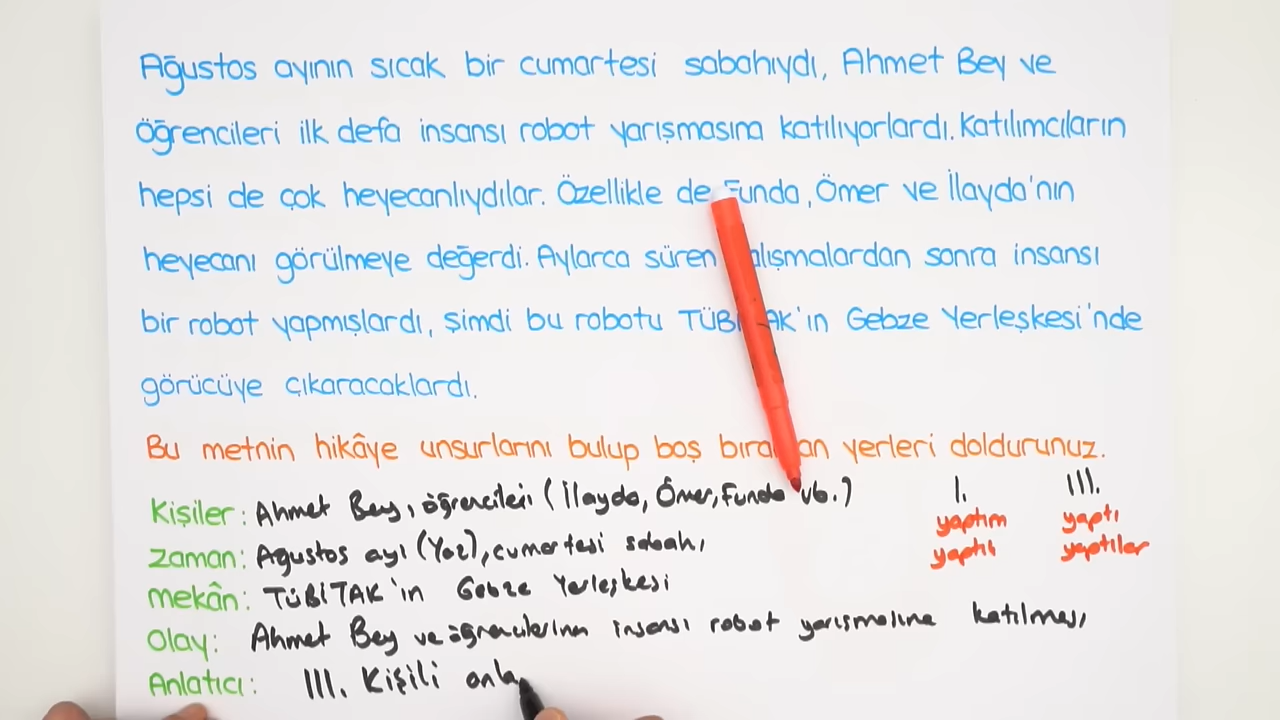 Ağustos ayının sıcak bir cumartesi sabahıydı, Ahmet Bey ve
öğrencileri ilk defa insansı robot yarışmasına katılıyorlardı. Katılımcıların
hepsi de çok heyecanlıydılar. Özellikle de Funda, Ömer ve İlayda'nın
heyecanı görülmeye değerdi. Aylarca süren çalışmalardan sonra insansı
bir robot yapmışlardı, şimdi bu robotu TÜBİTAK'ın Gebze Yerleşkesi'nde
görücüye çıkaracaklardı.
Bu metnin hikâye unsurlarını bulup boş bırakılan yerleri doldurunuz.
Kişiler: Ahmet Bey, öğrencileri (İlayda, Ömer, Funda vb.)
I. III.
yaptım yaptı
yaptık yaptılar
zaman: Ağustos ayı (Yaz), cumartesi sabahı
mekân: TÜBİTAK'ın Gebze Yerleşkesi
Olay: Ahmet Bey ve öğrencilerinin insansı robot yarışmasına katılması
Anlatıcı: III. Kişili anla